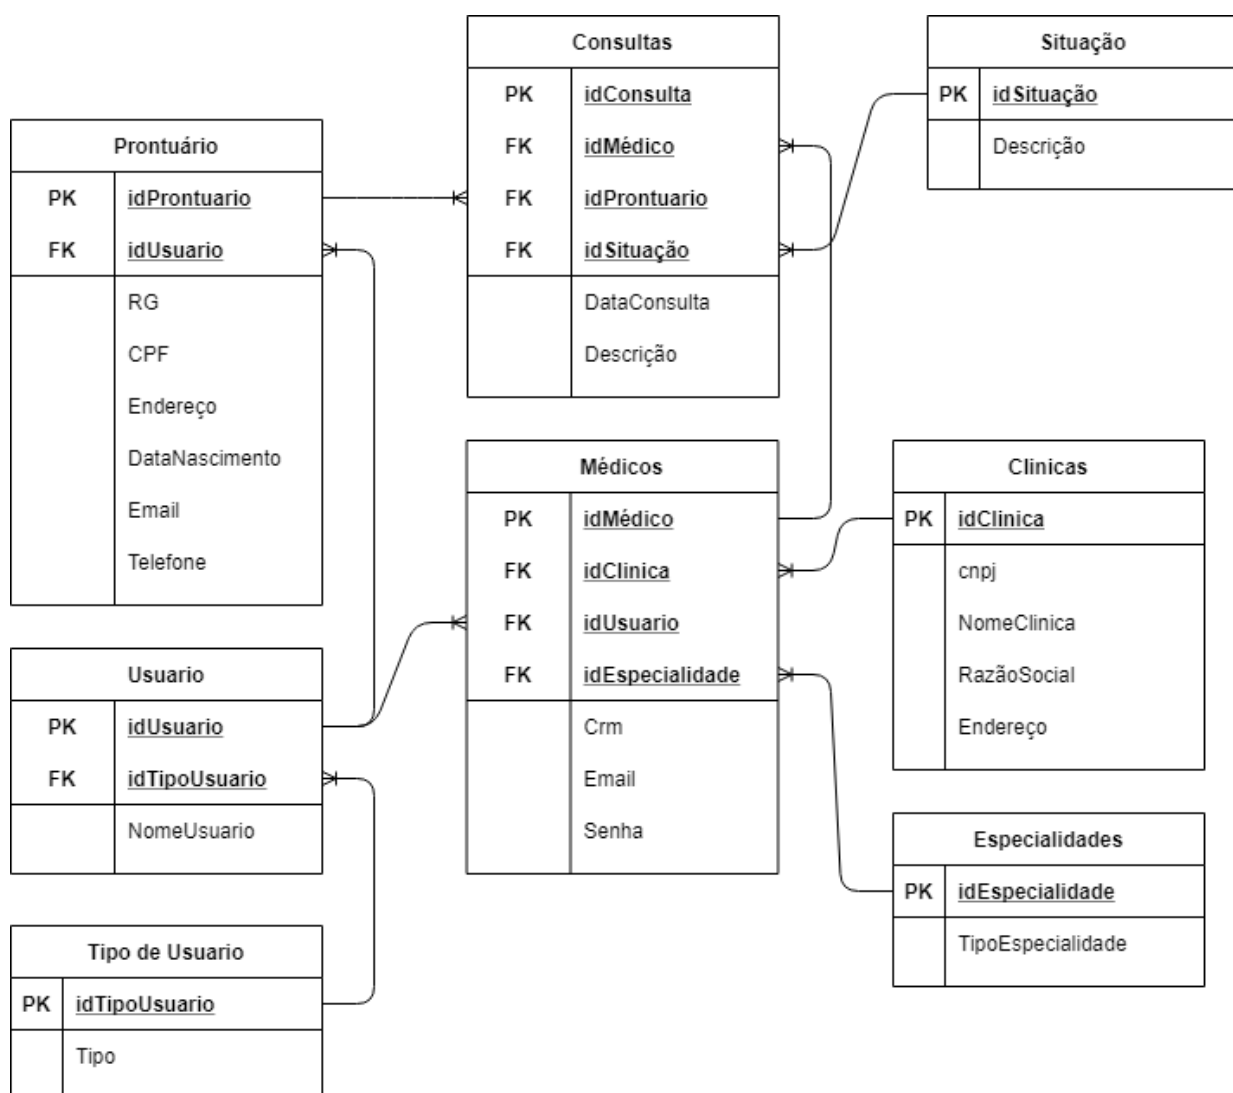 Consultas
PK idConsulta
FK idMédico
FK idProntuario
FK idSituação
DataConsulta
Descrição
Situação
PK idSituação
Descrição
Prontuário
PK idProntuario
FK idUsuario
RG
CPF
Endereço
DataNascimento
Email
Telefone
Médicos
PK idMédico
FK idClinica
FK idUsuario
FK idEspecialidade
Crm
Email
Senha
Clinicas
PK idClinica
cnpj
NomeClinica
RazãoSocial
Endereço
Usuario
PK idUsuario
FK idTipoUsuario
NomeUsuario
Especialidades
PK idEspecialidade
TipoEspecialidade
Tipo de Usuario
PK idTipoUsuario
Tipo